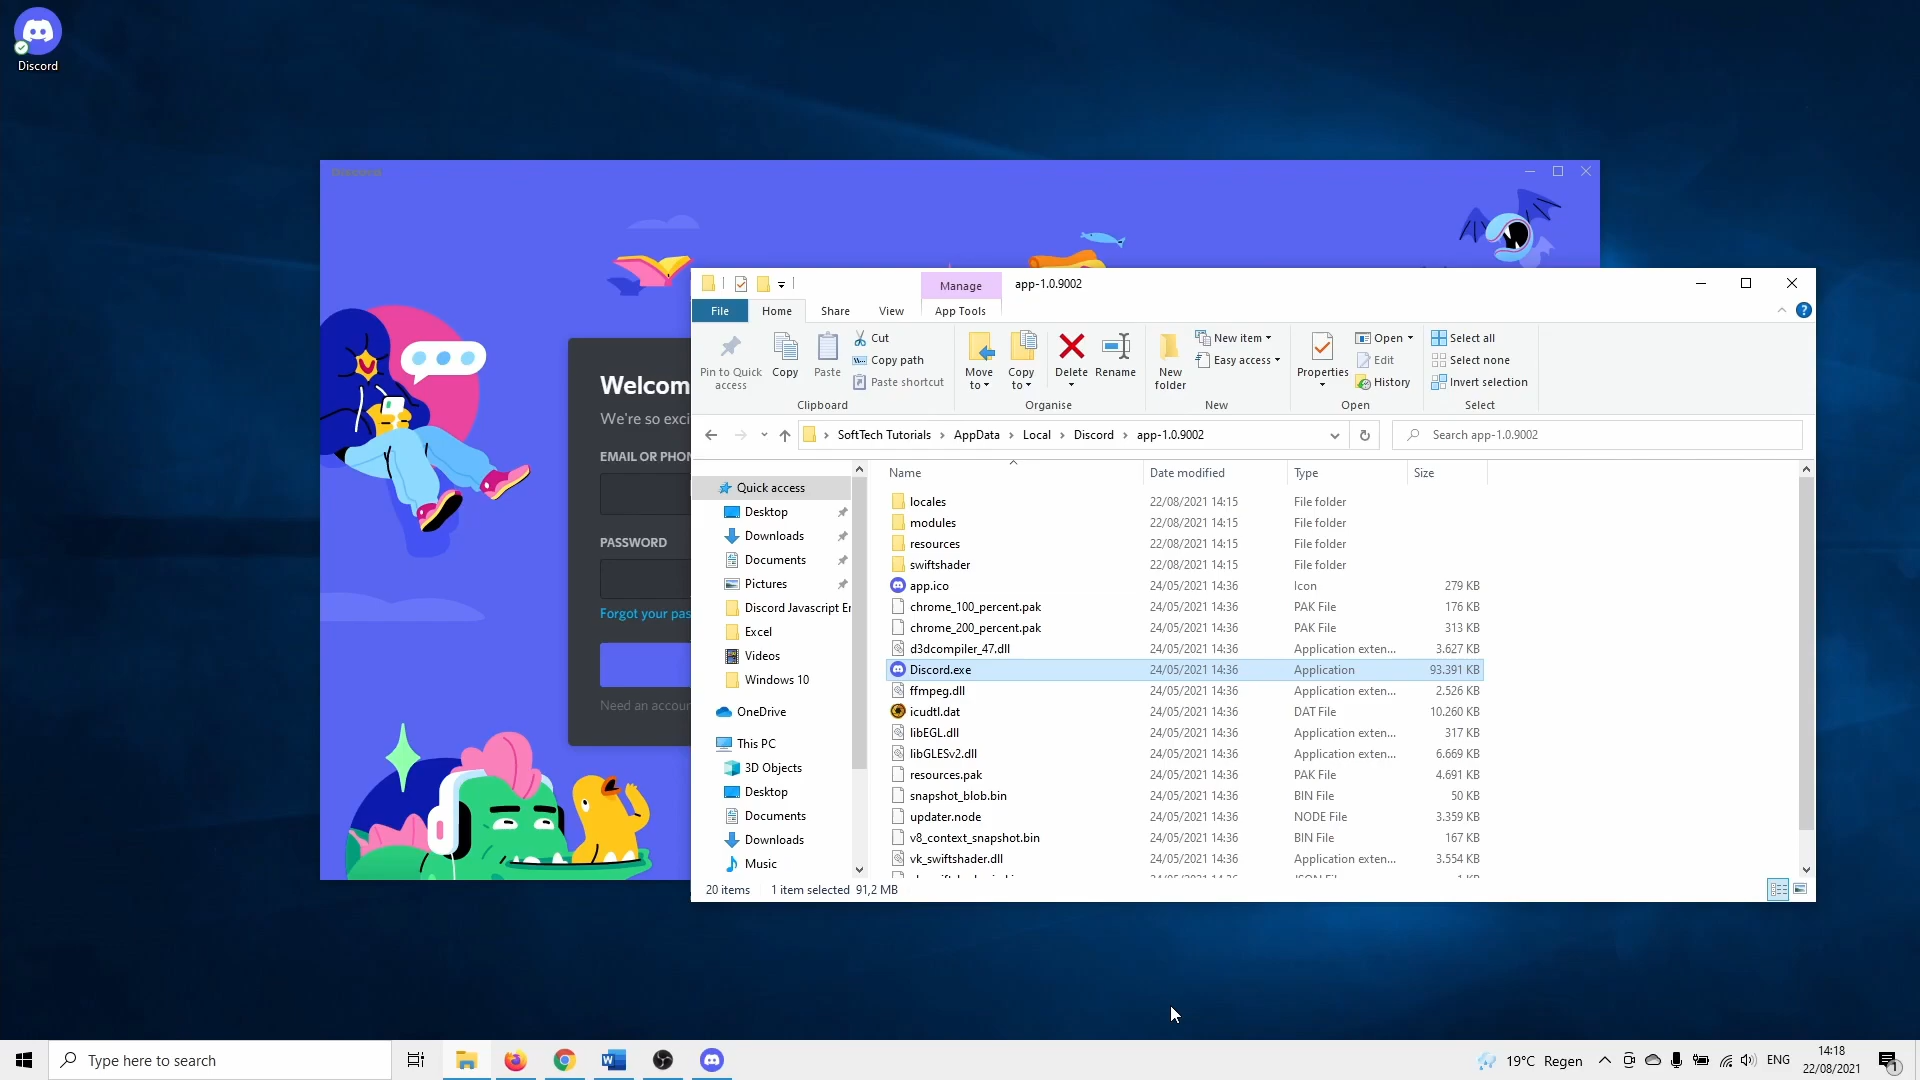 Discord
Discord
Welcom
We're so exci
EMAIL OR PHON
PASSWORD
Forgot your pas
Need an accoun
Manage
app-1.0.9002
File
Home
Share
View
App Tools
Pin to Quick access
Copy
Paste
Cut
Copy path
Paste shortcut
Clipboard
Move to
Copy to
Delete
Rename
Organise
New folder
New item
Easy access
New
Properties
Open
Edit
History
Open
Select all
Select none
Invert selection
Select
SoftTech Tutorials > AppData > Local > Discord > app-1.0.9002
Search app-1.0.9002
Quick access
Desktop
Downloads
Documents
Pictures
Discord Javascript Er
Excel
Videos
Windows 10
OneDrive
This PC
3D Objects
Desktop
Documents
Downloads
Music
Name Date modified Type Size
locales 22/08/2021 14:15 File folder
modules 22/08/2021 14:15 File folder
resources 22/08/2021 14:15 File folder
swiftshader 22/08/2021 14:15 File folder
app.ico 24/05/2021 14:36 Icon 279 KB
chrome_100_percent.pak 24/05/2021 14:36 PAK File 176 KB
chrome_200_percent.pak 24/05/2021 14:36 PAK File 313 KB
d3dcompiler_47.dll 24/05/2021 14:36 Application exten... 3.627 KB
Discord.exe 24/05/2021 14:36 Application 93.391 KB
ffmpeg.dll 24/05/2021 14:36 Application exten... 2.526 KB
icudtl.dat 24/05/2021 14:36 DAT File 10.260 KB
libEGL.dll 24/05/2021 14:36 Application exten... 317 KB
libGLESv2.dll 24/05/2021 14:36 Application exten... 6.669 KB
resources.pak 24/05/2021 14:36 PAK File 4.691 KB
snapshot_blob.bin 24/05/2021 14:36 BIN File 50 KB
updater.node 24/05/2021 14:36 NODE File 3.359 KB
v8_context_snapshot.bin 24/05/2021 14:36 BIN File 167 KB
vk_swiftshader.dll 24/05/2021 14:36 Application exten... 3.554 KB
20 items 1 item selected 91,2 MB
Type here to search
19°C Regen
ENG
14:18
22/08/2021
1